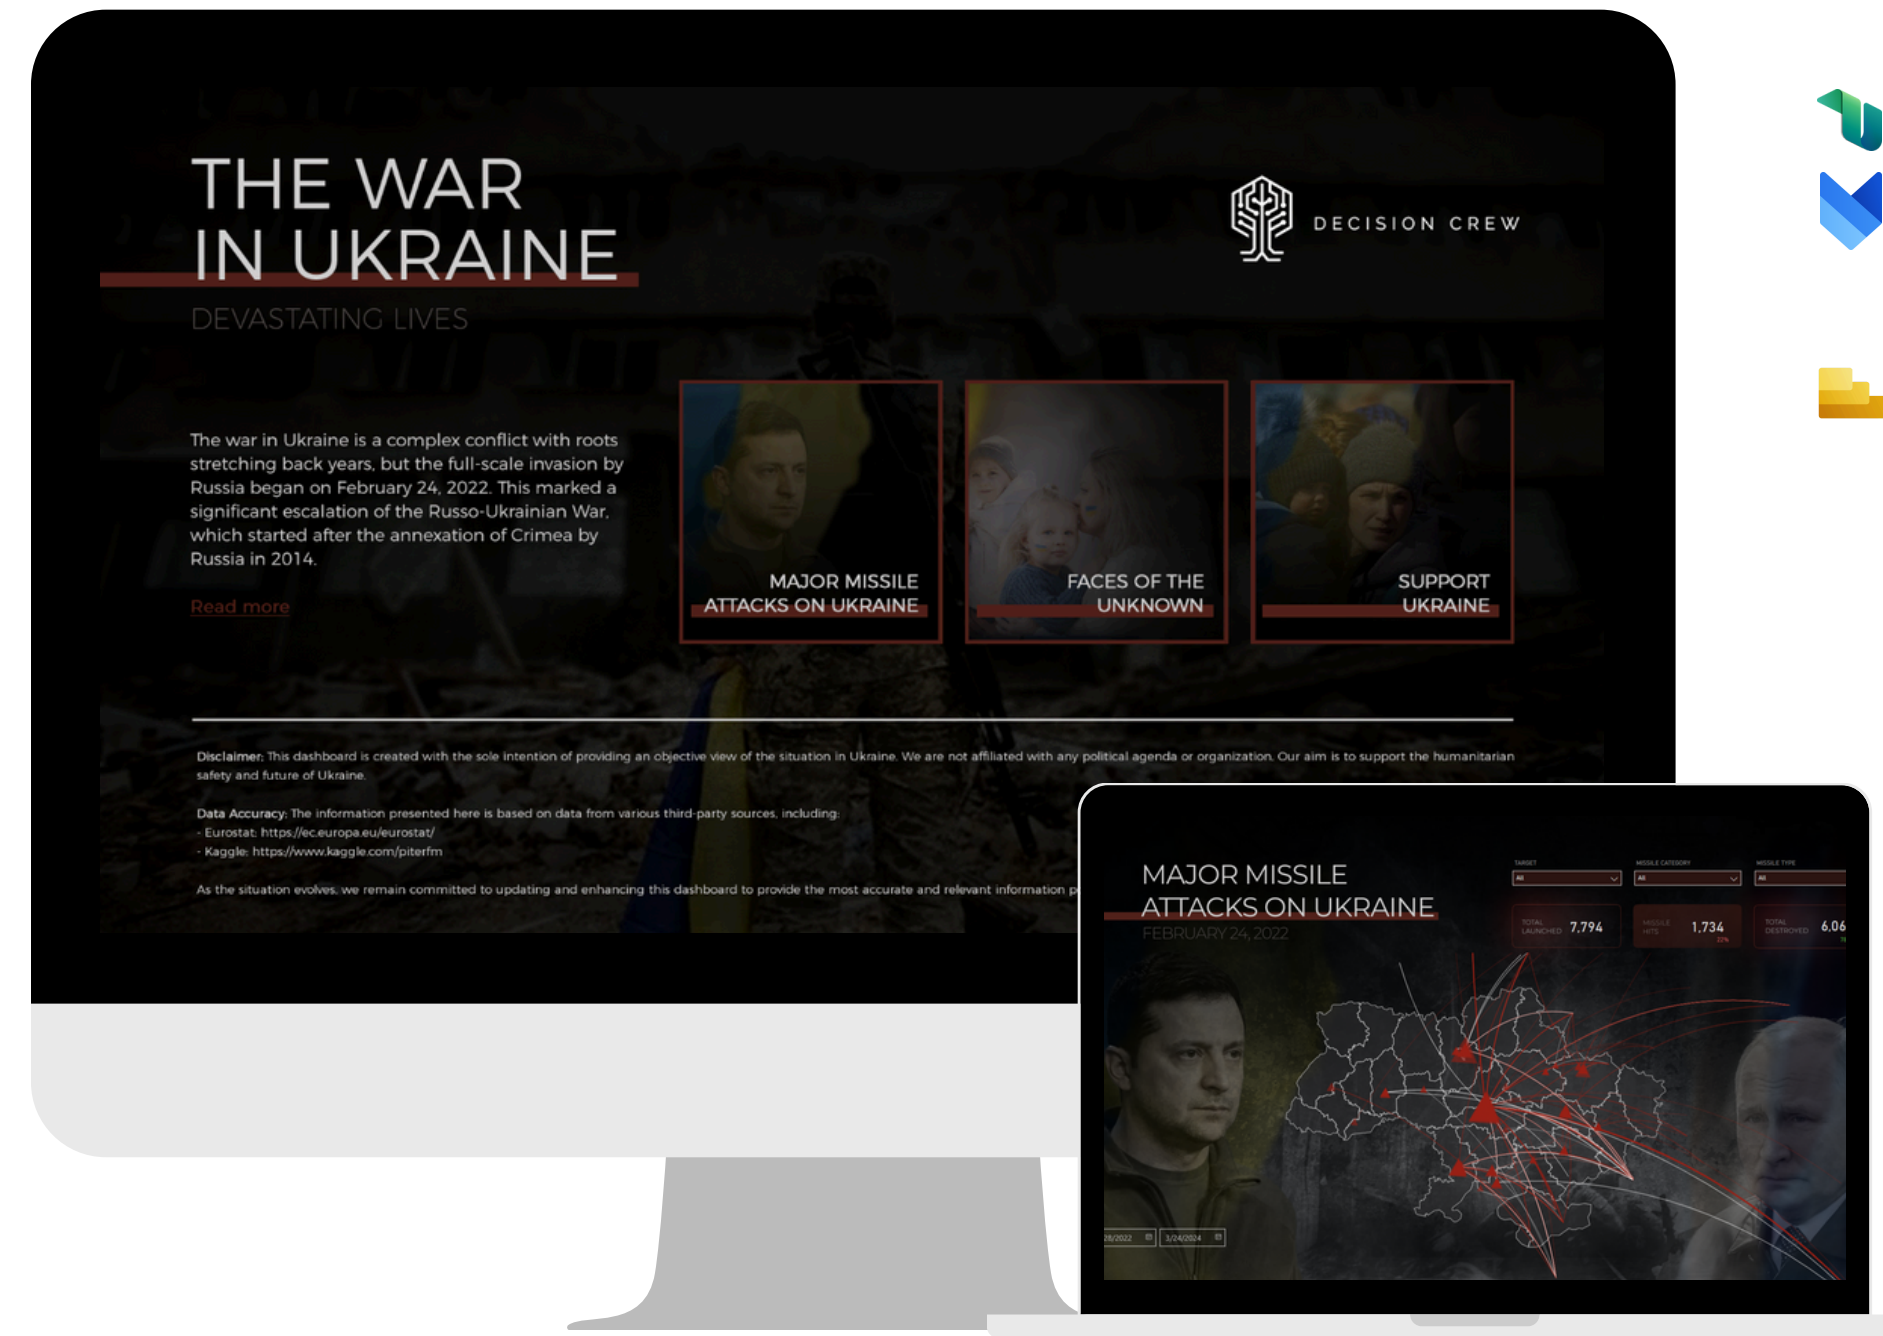 THE WAR
IN UKRAINE
DEVASTATING LIVES
DECISION CREW
The war in Ukraine is a complex conflict with roots
stretching back years, but the full-scale invasion by
Russia began on February 24, 2022. This marked a
significant escalation of the Russo-Ukrainian War,
which started after the annexation of Crimea by
Russia in 2014.
Read more
MAJOR MISSILE
ATTACKS ON UKRAINE
FACES OF THE
UNKNOWN
SUPPORT
UKRAINE
Disclaimer: This dashboard is created with the sole intention of providing an objective view of the situation in Ukraine. We are not affiliated with any political agenda or organization. Our aim is to support the humanitarian
safety and future of Ukraine.
Data Accuracy: The information presented here is based on data from various third-party sources, including:
- Eurostat: https://ec.europa.eu/eurostat/
- Kaggle: https://www.kaggle.com/piterfm
As the situation evolves, we remain committed to updating and enhancing this dashboard to provide the most accurate and relevant information p
MAJOR MISSILE
ATTACKS ON UKRAINE
FEBRUARY 24, 2022
TARGET
All
MISSILE CATEGORY
All
MISSILE TYPE
All
TOTAL
LAUNCHED
7,794
MISSILE
HITS
1,734
22%
TOTAL
DESTROYED
6,06
28/2022
3/24/2024